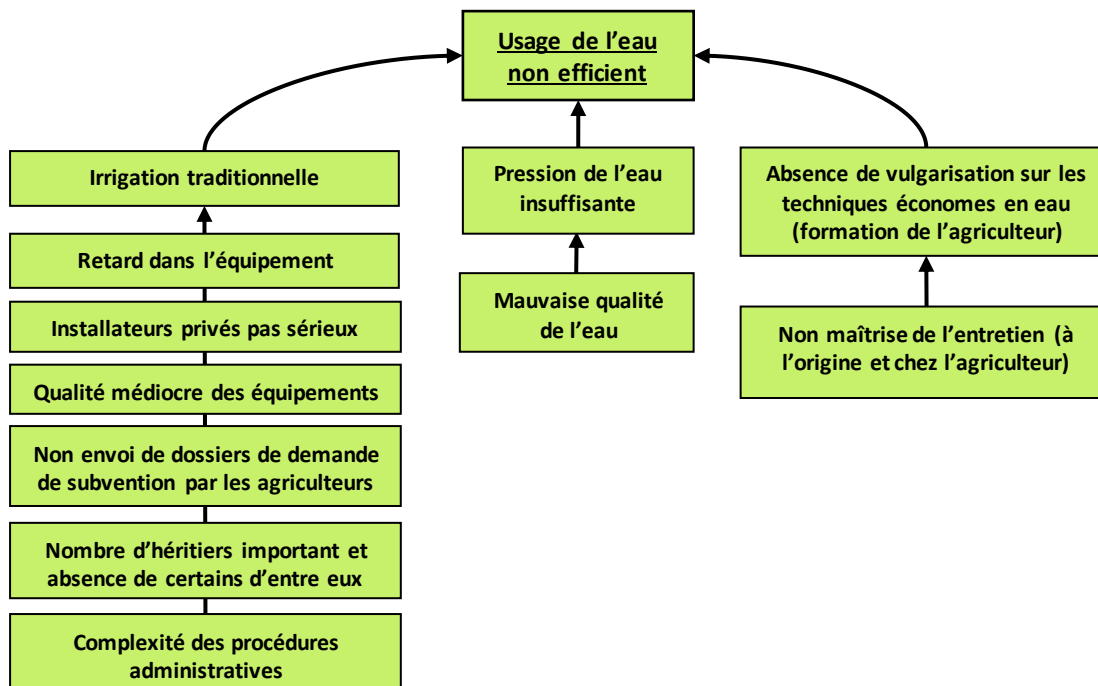 Usage de l’eau
non efficient
Irrigation traditionnelle
Retard dans l’équipement
Installateurs privés pas sérieux
Qualité médiocre des équipements
Non envoi de dossiers de demande
de subvention par les agriculteurs
Nombre d’héritiers important et
absence de certains d’entre eux
Complexité des procédures
administratives
Pression de l’eau
insuffisante
Mauvaise qualité
de l’eau
Absence de vulgarisation sur les
techniques économes en eau
(formation de l’agriculteur)
Non maîtrise de l’entretien (à
l’origine et chez l’agriculteur)